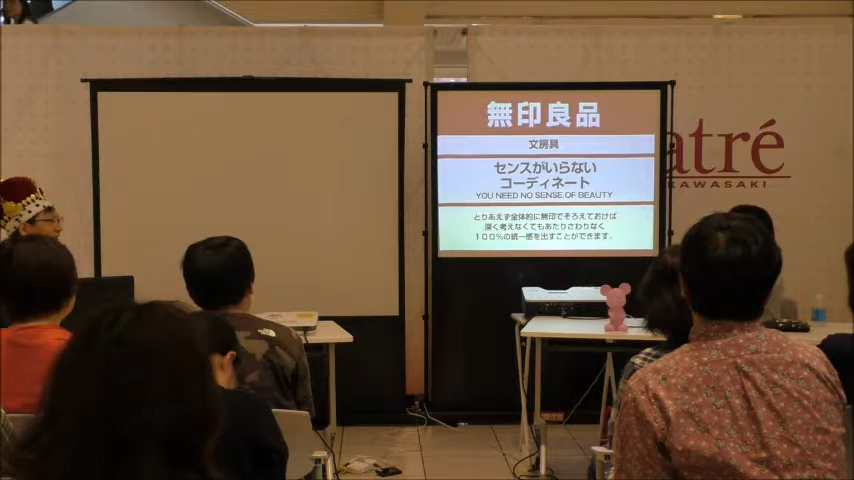 無印良品
文房具
センスがいらない
コーディネート
YOU NEED NO SENSE OF BEAUTY
とりあえず全体的に無印でそろえておけば
深く考えなくてもあたりさわりなく
100%の統一感を出すことができます。
atré
KAWASAKI